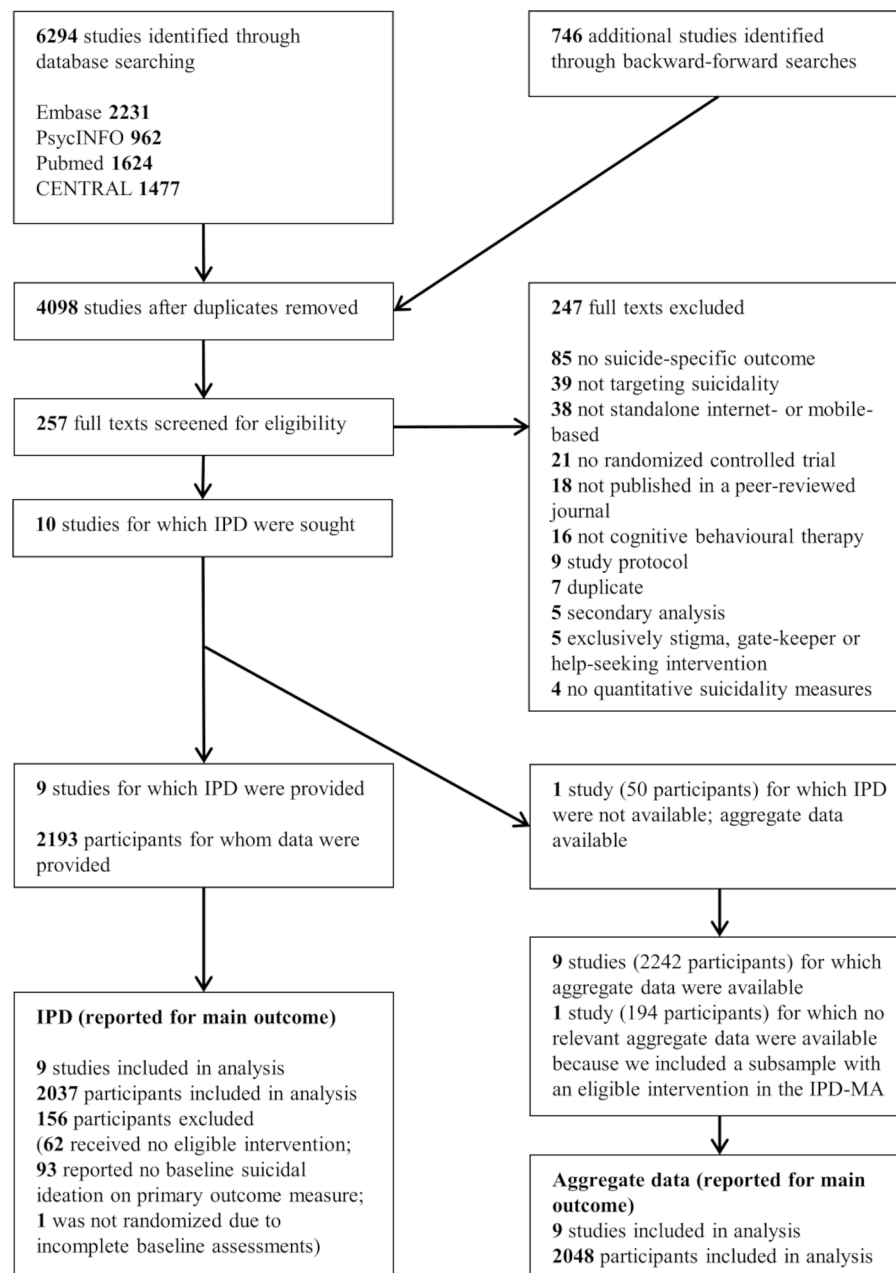 6294 studies identified through
database searching
Embase 2231
PsycINFO 962
Pubmed 1624
CENTRAL 1477
746 additional studies identified
through backward-forward searches
4098 studies after duplicates removed
257 full texts screened for eligibility
247 full texts excluded
85 no suicide-specific outcome
39 not targeting suicidality
38 not standalone internet- or mobile-
based
21 no randomized controlled trial
18 not published in a peer-reviewed
journal
16 not cognitive behavioural therapy
9 study protocol
7 duplicate
5 secondary analysis
5 exclusively stigma, gate-keeper or
help-seeking intervention
4 no quantitative suicidality measures
10 studies for which IPD were sought
9 studies for which IPD were provided
2193 participants for whom data were
provided
1 study (50 participants) for which IPD
were not available; aggregate data
available
9 studies (2242 participants) for which
aggregate data were available
1 study (194 participants) for which no
relevant aggregate data were available
because we included a subsample with
an eligible intervention in the IPD-MA
IPD (reported for main outcome)
9 studies included in analysis
2037 participants included in analysis
156 participants excluded
(62 received no eligible intervention;
93 reported no baseline suicidal
ideation on primary outcome measure;
1 was not randomized due to
incomplete baseline assessments)
Aggregate data (reported for main
outcome)
9 studies included in analysis
2048 participants included in analysis